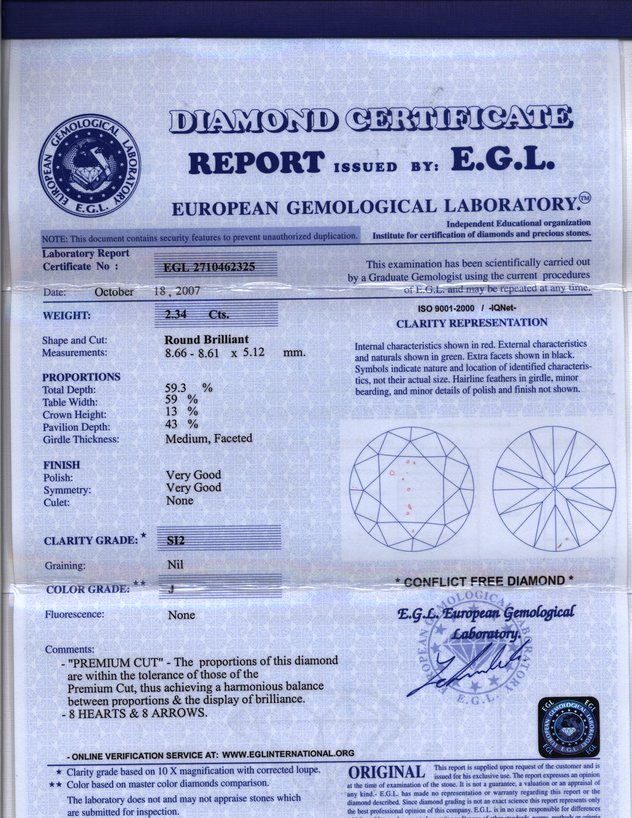 DIAMOND CERTIFICATE
REPORT ISSUED BY: E.G.L.
EUROPEAN GEMOLOGICAL LABORATORY.™
EUROPEAN GEMOLOGICAL LABORATORY
E.G.L.
Independent Educational organization
Institute for certification of diamonds and precious stones.
NOTE: This document contains security features to prevent unauthorized duplication.
Laboratory Report
Certificate No : EGL 2710462325
Date: October 18, 2007
This examination has been scientifically carried out
by a Graduate Gemologist using the current procedures
of E.G.L. and may be repeated at any time.
WEIGHT: 2.34 Cts.
Shape and Cut: Round Brilliant
Measurements: 8.66 - 8.61 x 5.12 mm.
PROPORTIONS
Total Depth: 59.3 %
Table Width: 59 %
Crown Height: 13 %
Pavilion Depth: 43 %
Girdle Thickness: Medium, Faceted
FINISH
Polish: Very Good
Symmetry: Very Good
Culet: None
CLARITY GRADE: * SI2
Graining: Nil
COLOR GRADE: ** J
Fluorescence: None
ISO 9001-2000 / -IQNet-
CLARITY REPRESENTATION
Internal characteristics shown in red. External characteristics
and naturals shown in green. Extra facets shown in black.
Symbols indicate nature and location of identified characteris-
tics, not their actual size. Hairline feathers in girdle, minor
bearding, and minor details of polish and finish not shown.
* CONFLICT FREE DIAMOND *
E.G.L. European Gemological
Laboratory.
Comments:
- "PREMIUM CUT" - The proportions of this diamond
are within the tolerance of those of the
Premium Cut, thus achieving a harmonious balance
between proportions & the display of brilliance.
- 8 HEARTS & 8 ARROWS.
EGL EGL
E.G.L.
EGL EGL
- ONLINE VERIFICATION SERVICE AT: WWW.EGLINTERNATIONAL.ORG
★ Clarity grade based on 10 X magnification with corrected loupe.
★★ Color based on master color diamonds comparison.
The laboratory does not and may not appraise stones which
are submitted for inspection.
ORIGINAL This report is supplied upon request of the customer and is
issued for his exclusive use. The report expresses an opinion
at the time of examination of the stone. It is not a guarantee, a valuation or an appraisal of
any kind.- E.G.L. has made no representation or warranty regarding this report or the
diamond described. Since diamond grading is not an exact science this report represents only
the best professional opinion of this company. E.G.L. is in no case responsible for differences